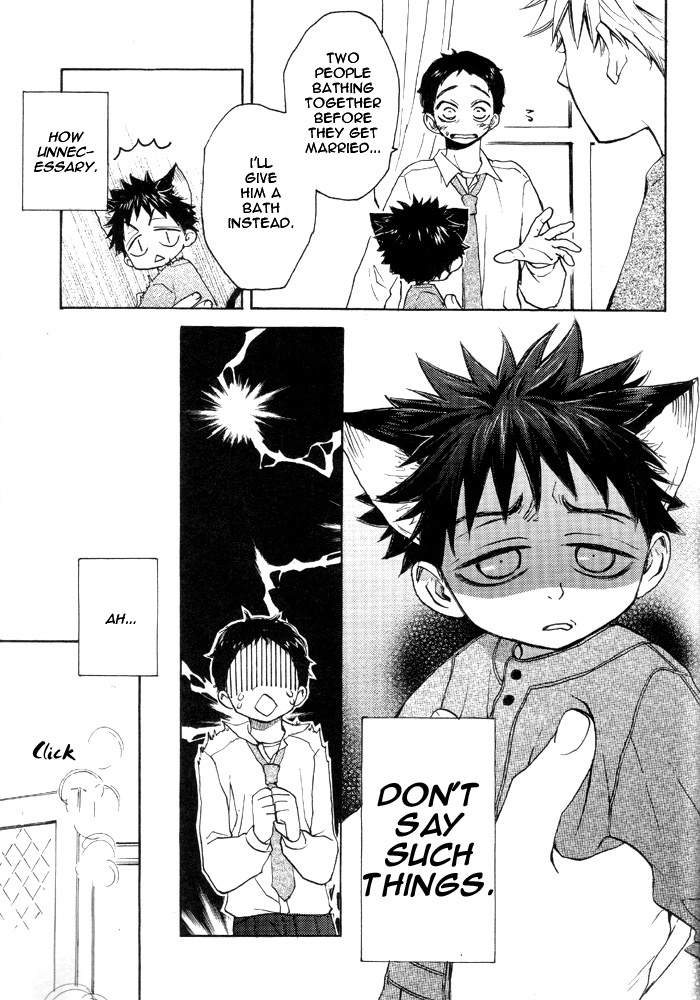 TWO
PEOPLE
BATHING
TOGETHER
BEFORE
THEY GET
MARRIED...
I'LL
GIVE
HIM A
BATH
INSTEAD.
HOW
UNNEC-
ESSARY.
DON'T
SAY
SUCH
THINGS.
AH...
Click